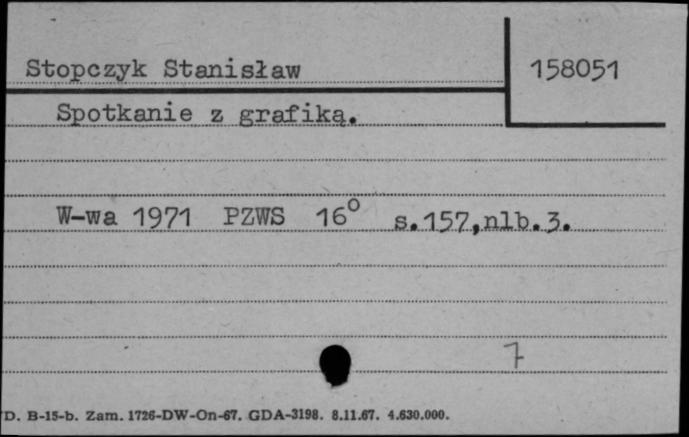 Stopczyk Stanisław 158051
Spotkanie z grafiką.
W-wa 1971 PZWS 16° s.157,nlb.3.
7
D. B-15-b. Zam. 1726-DW-On-67. GDA-3198. 8.11.67. 4.630.000.